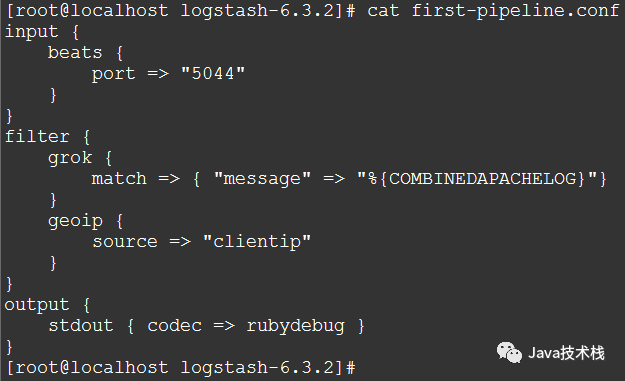 [root@localhost logstash-6.3.2]# cat first-pipeline.conf
input {
    beats {
        port => "5044"
    }
}
filter {
    grok {
        match => { "message" => "%{COMBINEDAPACHELOG}"}
    }
    geoip {
        source => "clientip"
    }
}
output {
    stdout { codec => rubydebug }
}
[root@localhost logstash-6.3.2]#
Java技术栈